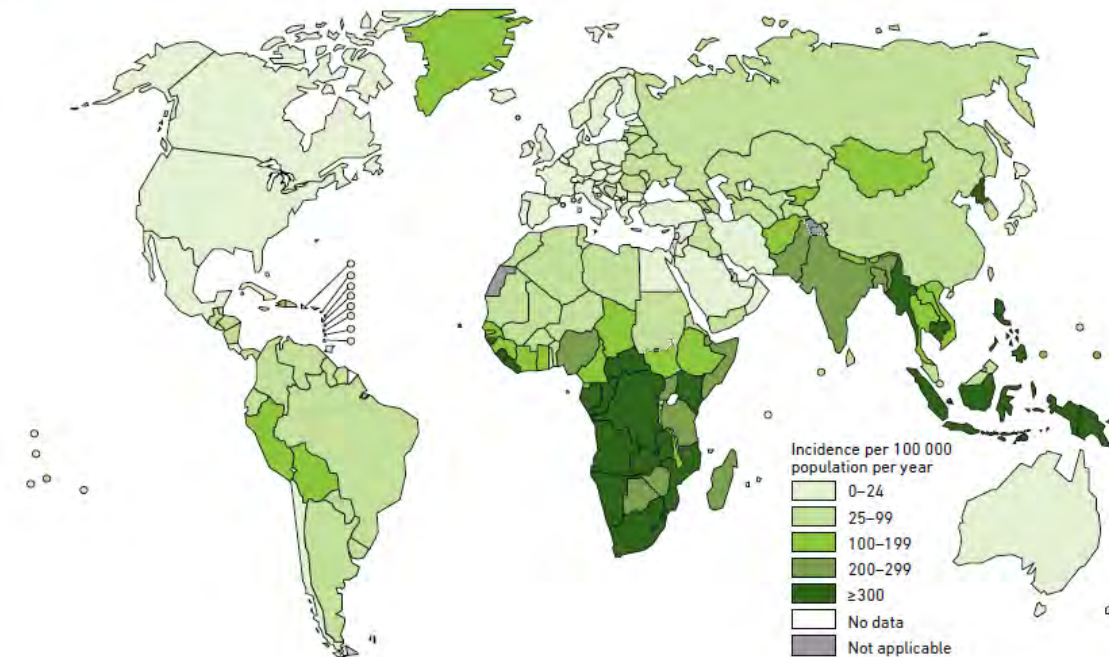 Incidence per 100 000
population per year
0–24
25–99
100–199
200–299
≥300
No data
Not applicable